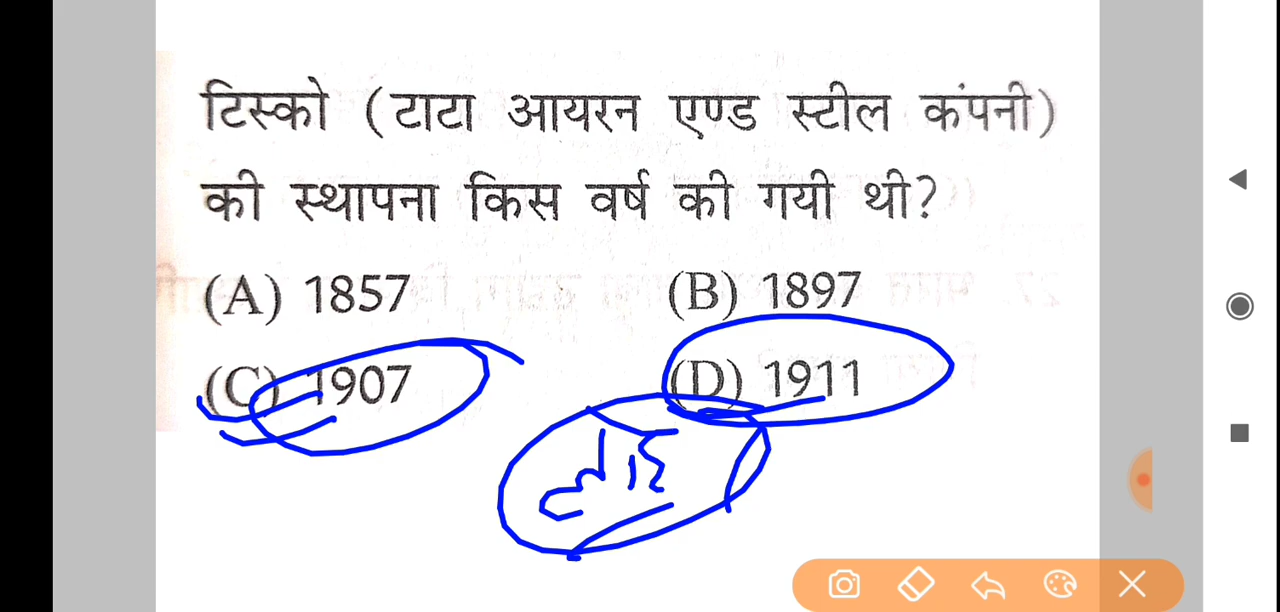 टिस्को (टाटा आयरन एण्ड स्टील कंपनी)
की स्थापना किस वर्ष की गयी थी?
(A) 1857 (B) 1897
(C) 1907 (D) 1911